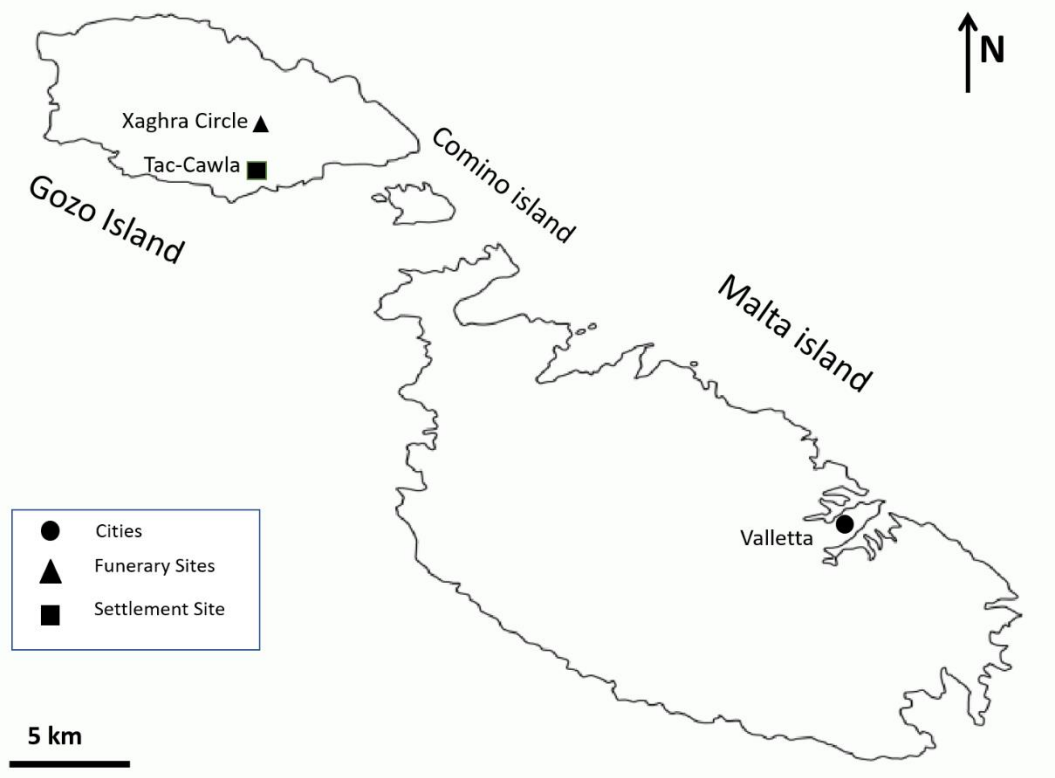 N
Xaghra Circle
Tac-Cawla
Gozo Island
Comino island
Malta island
Valletta
Cities
Funerary Sites
Settlement Site
5 km